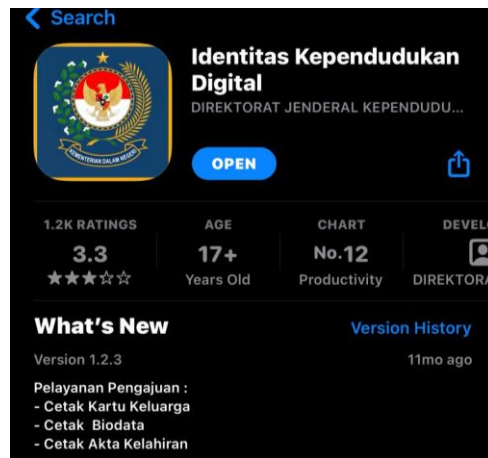 Search
Identitas Kependudukan
Digital
DIREKTORAT JENDERAL KEPENDUDU...
KEMENTERIAN DALAM NEGERI
OPEN
1.2K RATINGS
3.3
AGE
17+
Years Old
CHART
No.12
Productivity
DEVEL
DIREKTORA
What's New
Version History
Version 1.2.3
11mo ago
Pelayanan Pengajuan :
- Cetak Kartu Keluarga
- Cetak Biodata
- Cetak Akta Kelahiran